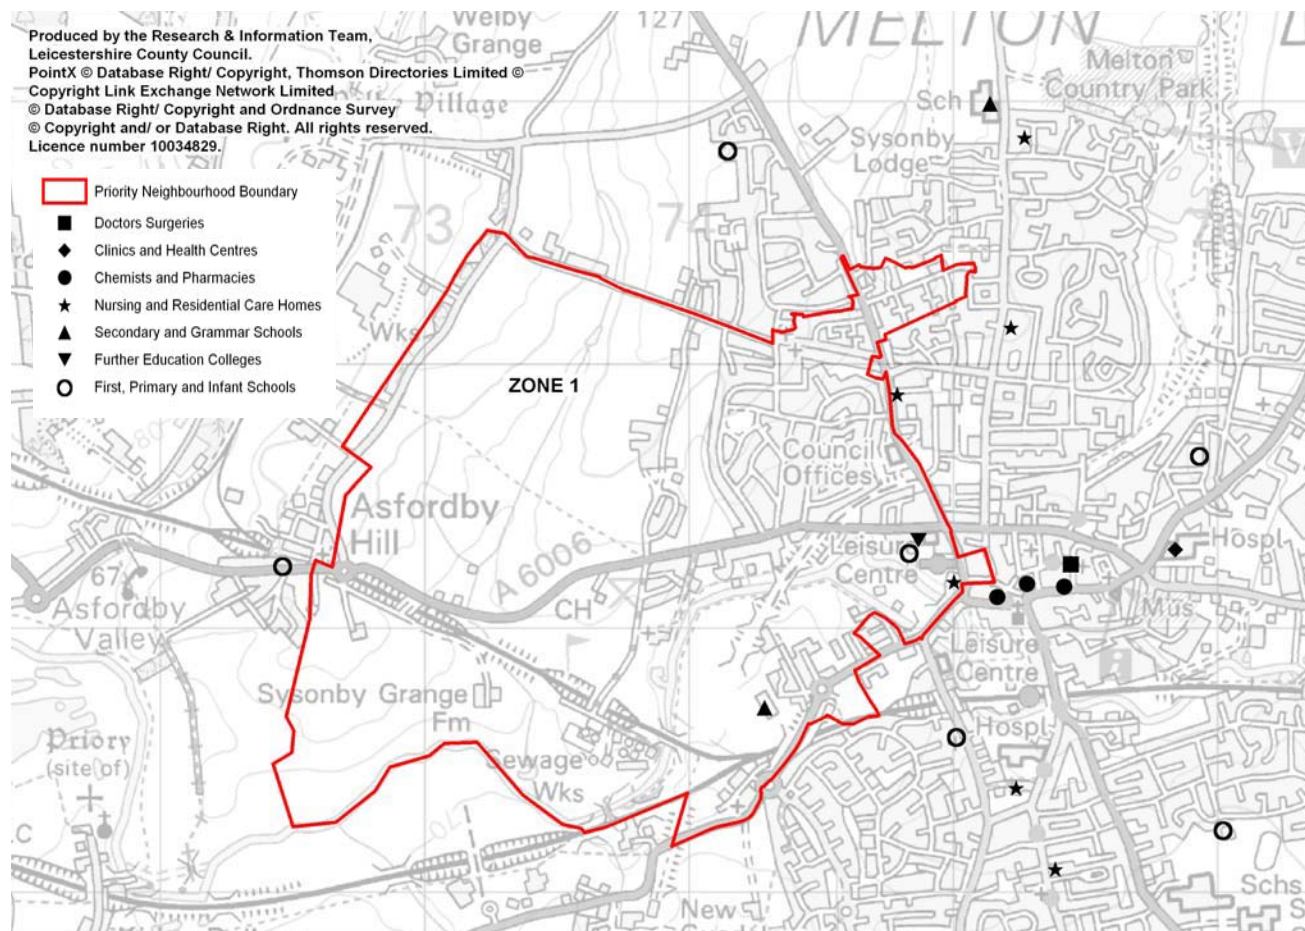 Produced by the Research & Information Team,
Leicestershire County Council.
PointX © Database Right/ Copyright, Thomson Directories Limited ©
Copyright Link Exchange Network Limited
© Database Right/ Copyright and Ordnance Survey
© Copyright and/ or Database Right. All rights reserved.
Licence number 10034829.
Priority Neighbourhood Boundary
Doctors Surgeries
Clinics and Health Centres
Chemists and Pharmacies
Nursing and Residential Care Homes
Secondary and Grammar Schools
Further Education Colleges
First, Primary and Infant Schools
Welby
Grange
127
MELTON
Village
Melton
Country Park
Sch
Sysonby
Lodge
73
74
Wks
ZONE 1
Council
Offices
Asfordby
Hill
A 6006
Leisure
Centre
Hospl
67
Asfordby
Valley
CH
Mus
Leisure
Centre
Sysonby Grange
Fm
Hospl
Priory
(site of)
Sewage
Wks
Schs
New